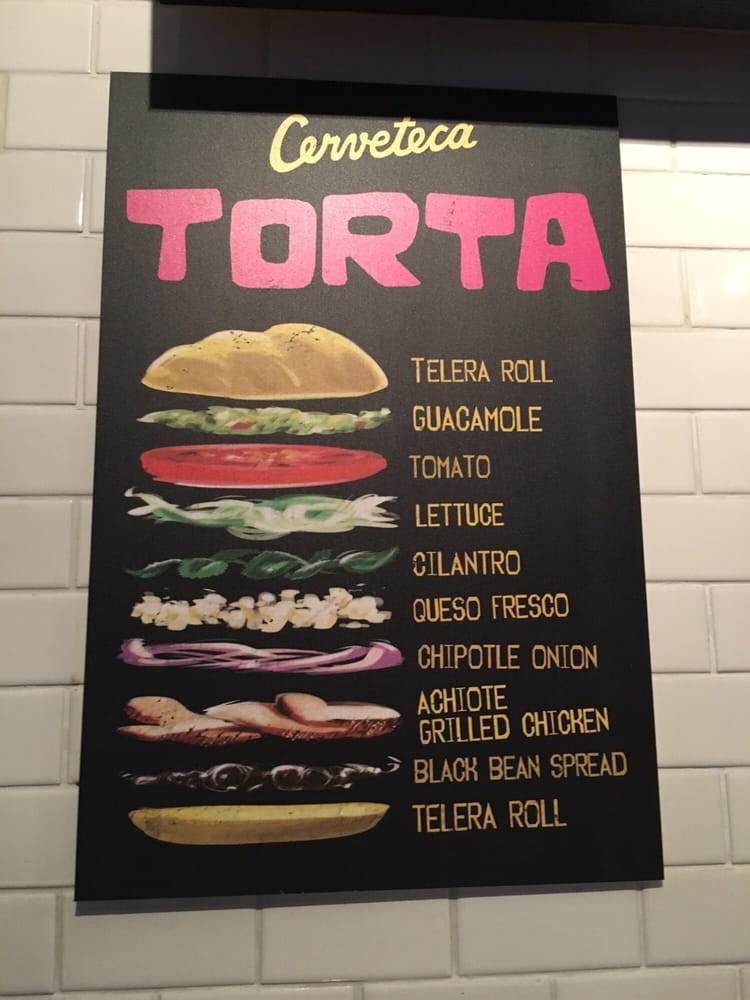 Cerveteca
TORTA
TELERA ROLL
GUACAMOLE
TOMATO
LETTUCE
CILANTRO
QUESO FRESCO
CHIPOTLE ONION
ACHIOTE
GRILLED CHICKEN
BLACK BEAN SPREAD
TELERA ROLL